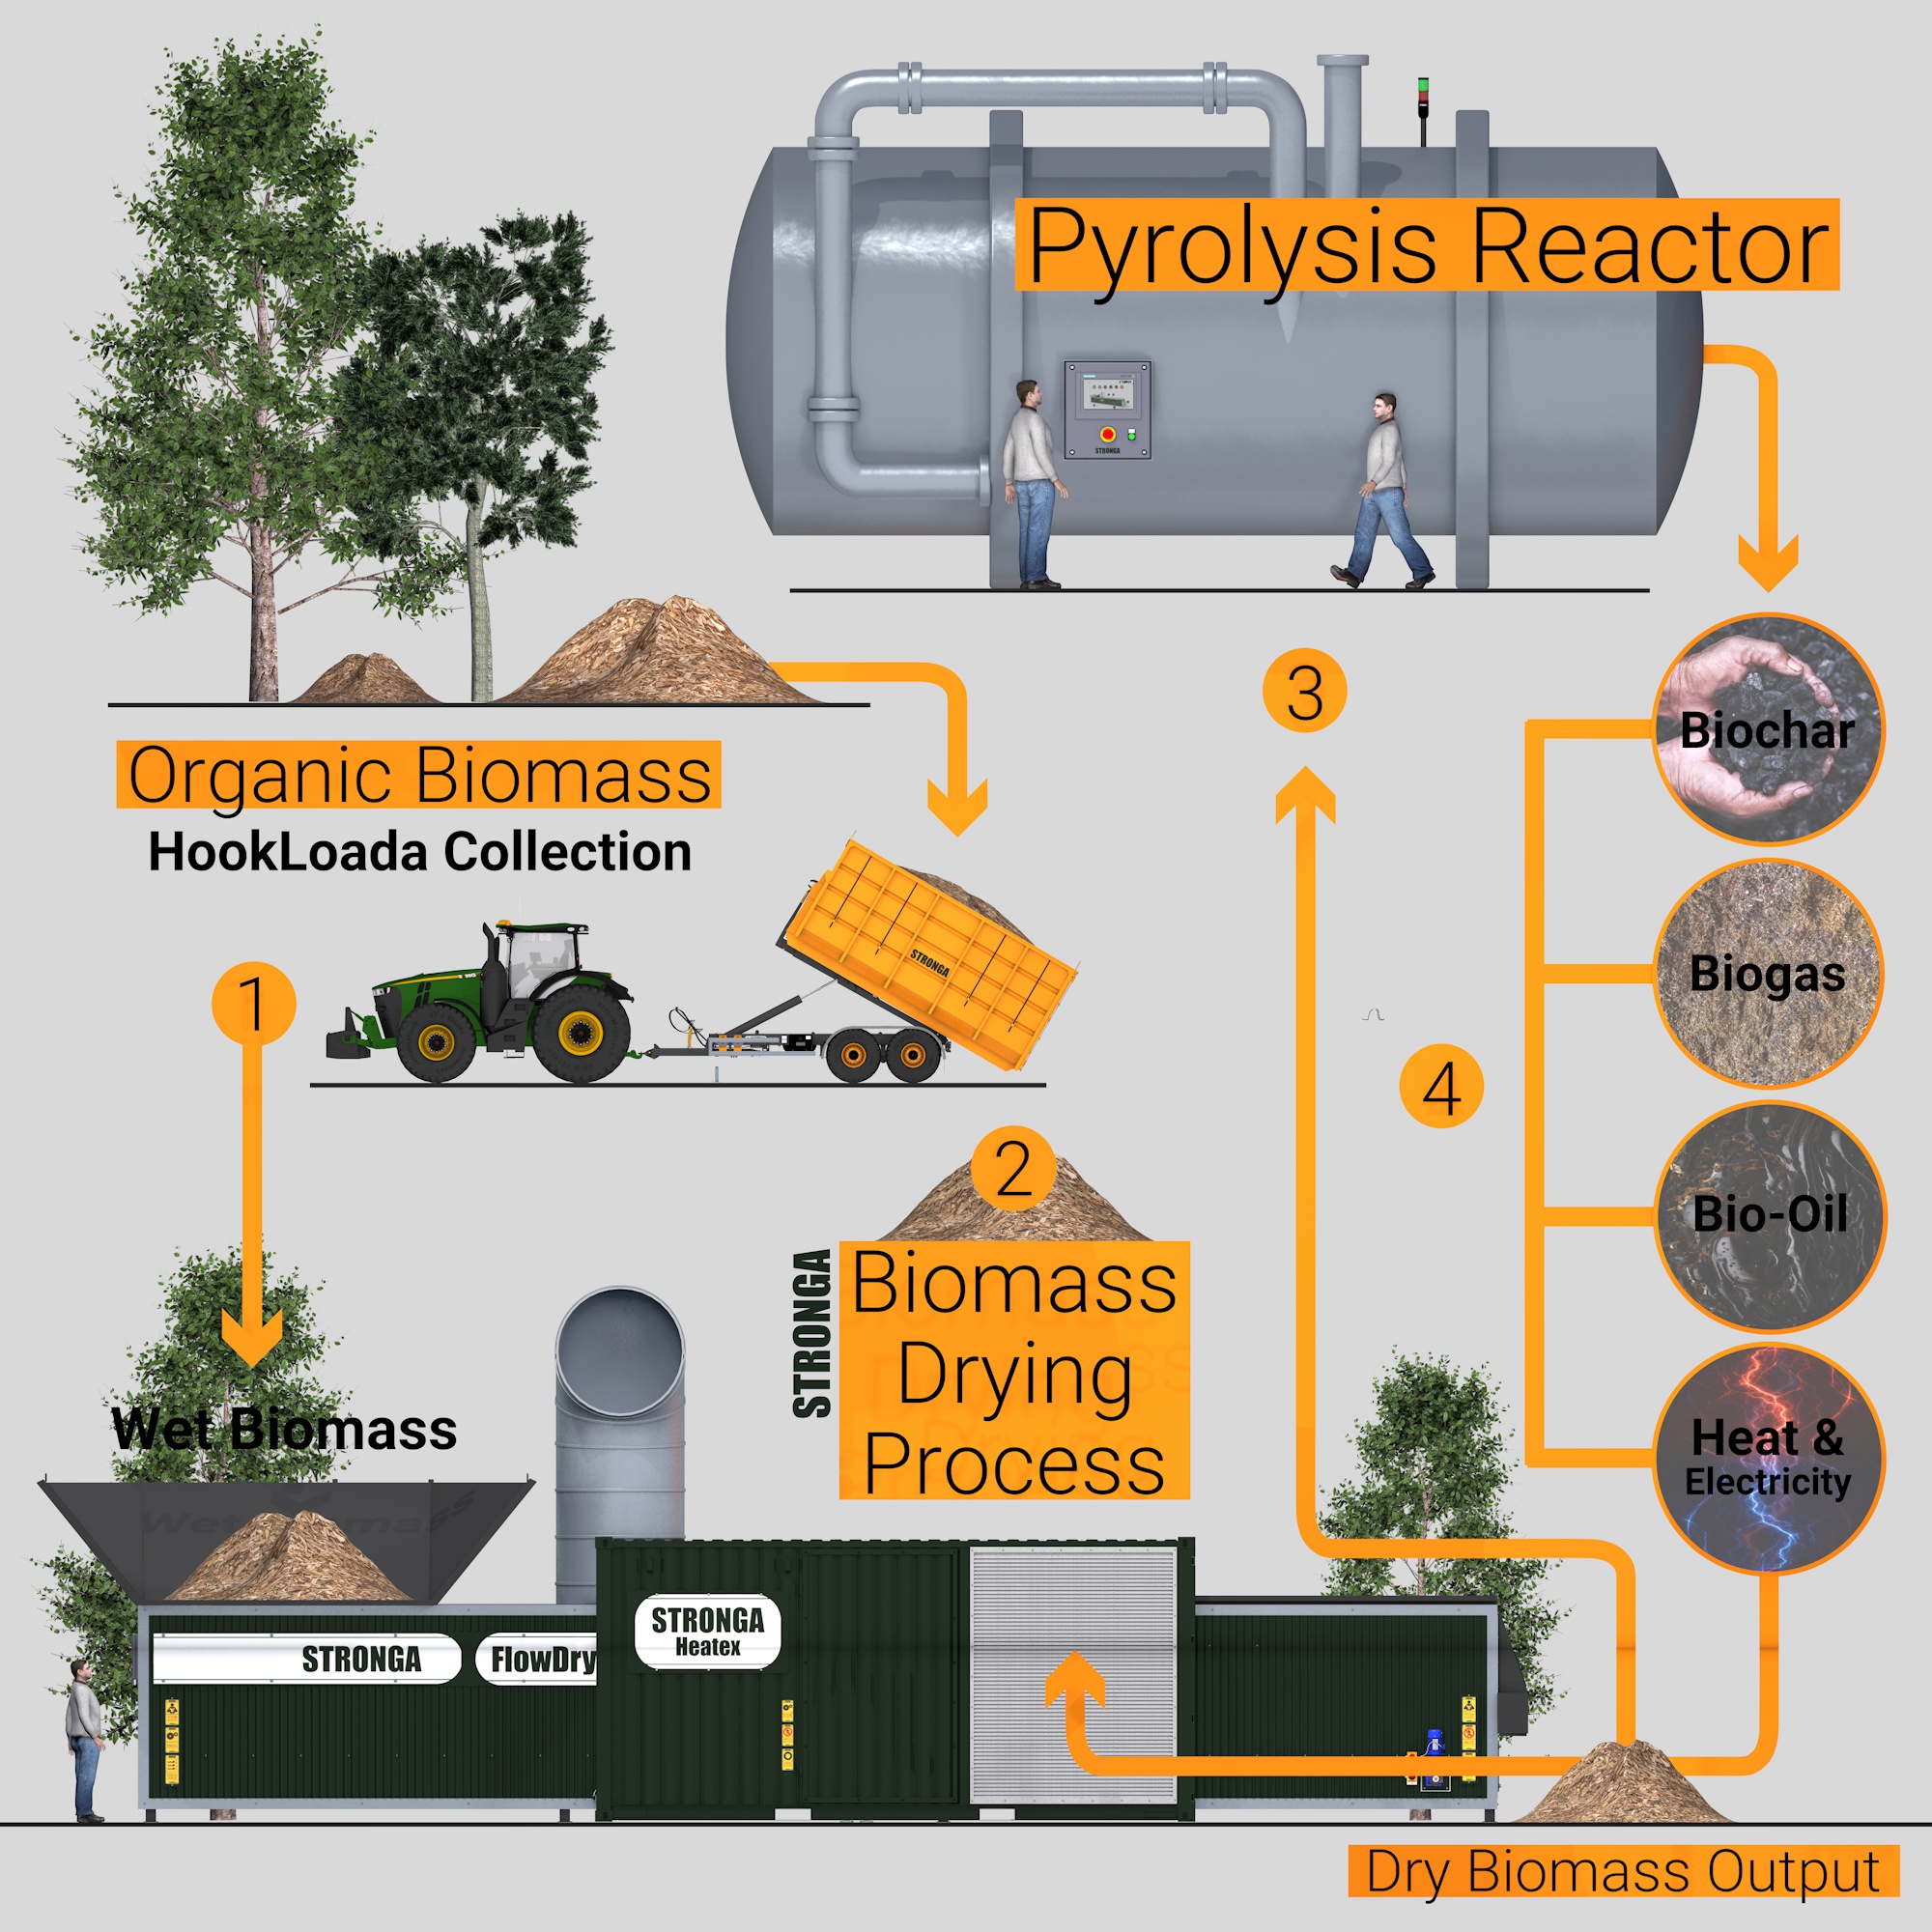 Pyrolysis Reactor
STRONGA
Organic Biomass
HookLoada Collection
STRONGA
1
2
STRONGA
Biomass
Drying
Process
3
4
Biochar
Biogas
Bio-Oil
Heat &
Electricity
Wet Biomass
STRONGA
FlowDry
STRONGA
Heatex
Dry Biomass Output